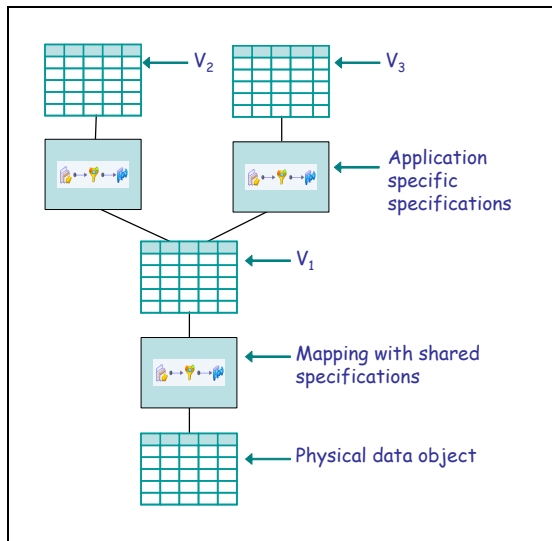 V₂
V₃
Application
specific
specifications
V₁
Mapping with shared
specifications
Physical data object